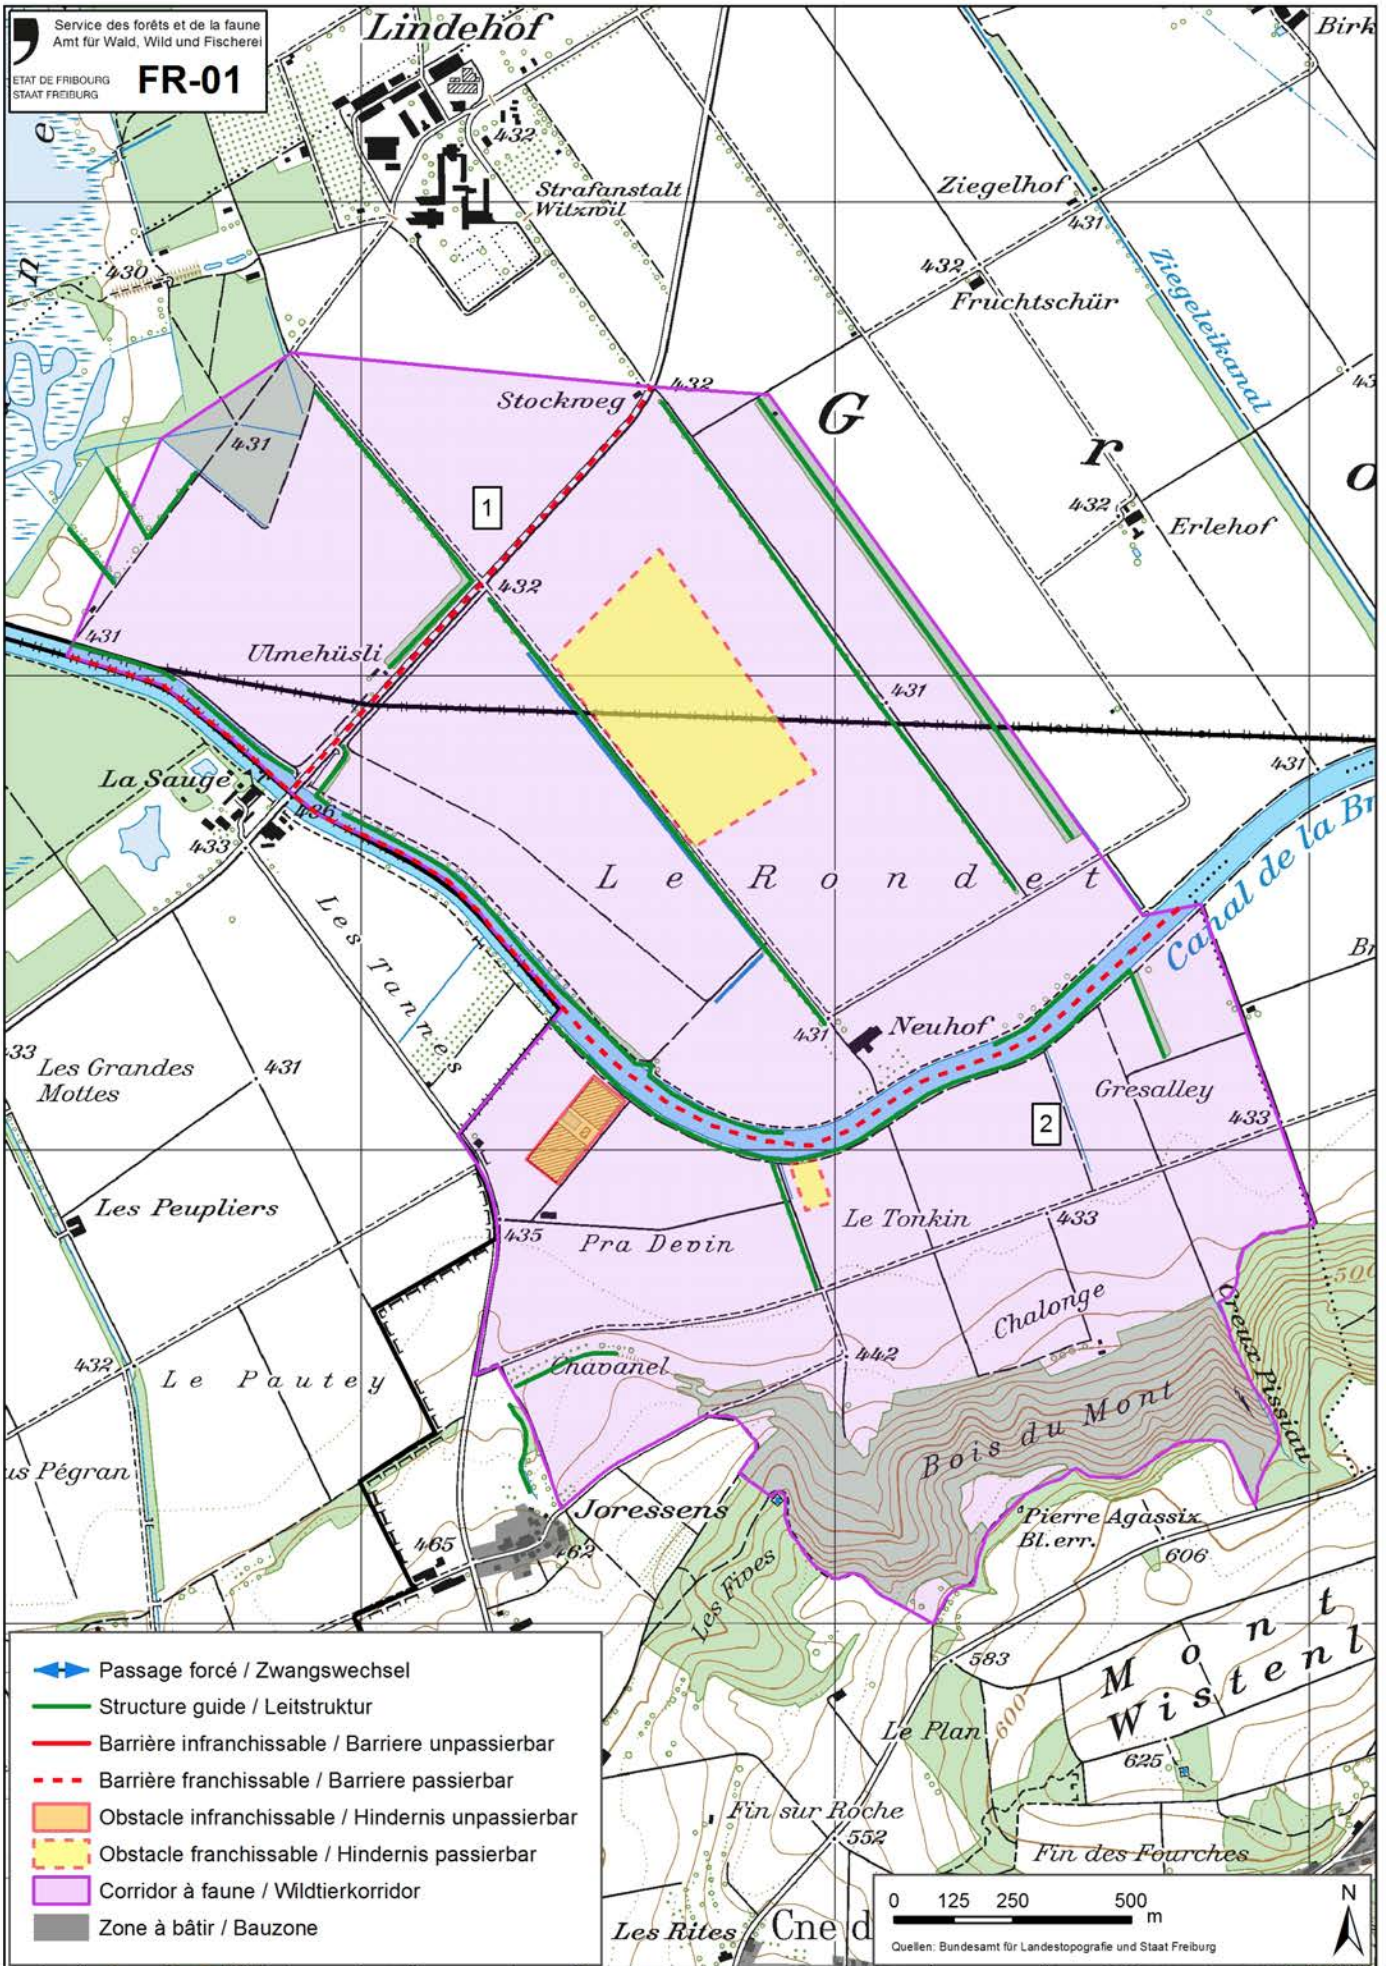 Service des forêts et de la faune
Amt für Wald, Wild und Fischerei
ETAT DE FRIBOURG
STAAT FREIBURG
FR-01
Lindehof
Birk
n e
432
Strafanstalt
Witzwil
Ziegelhof
431
Ziegeleikanal
430
432
Fruchtschür
Stockweg
432
G r o
431
1
432
Erlehof
432
431
Ulmehüsli
431
La Sauge
436
433
431
Le Rondet
Canal de la Br
Les Tannes
Br
33
Les Grandes
Mottes
431
431
Neuhof
Gresalley
433
2
Les Peupliers
435
Pra Devin
Le Tonkin
433
500
Chalonge
Creux Pissiau
432
Le Pautey
Chavanel
442
Bois du Mont
us Pégran
Joressens
Pierre Agassiz
Bl. err.
465
462
606
Les Fives
Mont
Wistenl
583
Le Plan
600
625
Fin sur Roche
552
Fin des Fourches
Les Rites
Cne d
Passage forcé / Zwangswechsel
Structure guide / Leitstruktur
Barrière infranchissable / Barriere unpassierbar
Barrière franchissable / Barriere passierbar
Obstacle infranchissable / Hindernis unpassierbar
Obstacle franchissable / Hindernis passierbar
Corridor à faune / Wildtierkorridor
Zone à bâtir / Bauzone
0 125 250 500
m
N
Quellen: Bundesamt für Landestopografie und Staat Freiburg